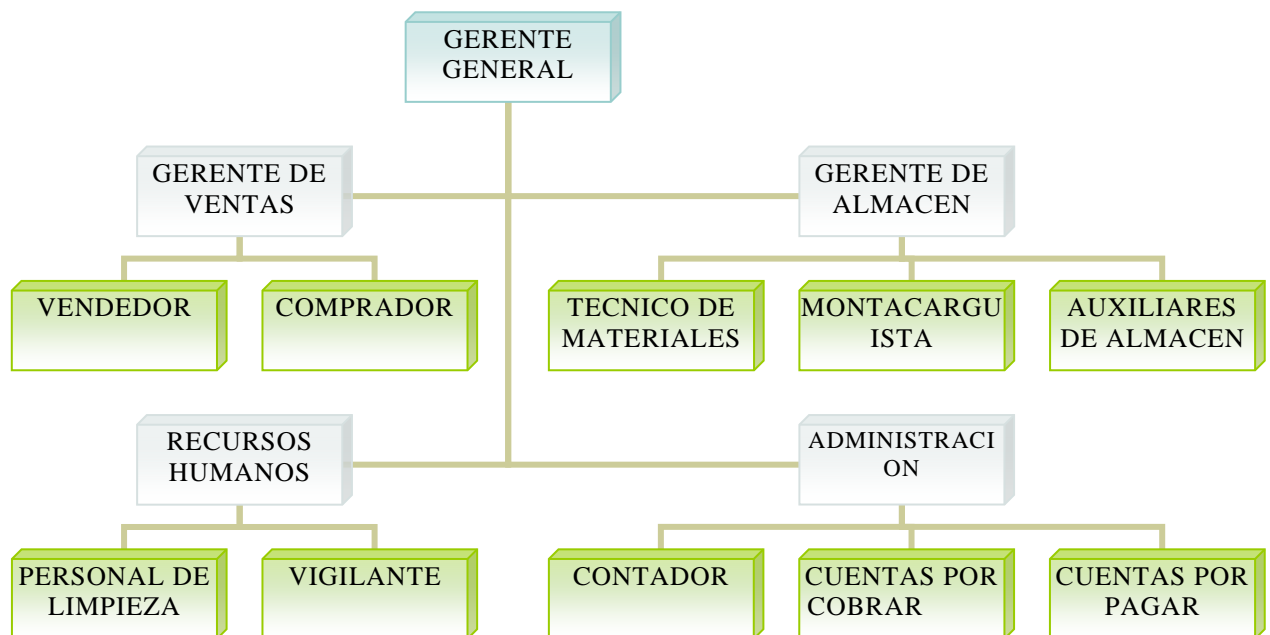 GERENTE
GENERAL
GERENTE DE
VENTAS
GERENTE DE
ALMACEN
VENDEDOR
COMPRADOR
TECNICO DE
MATERIALES
MONTACARGU
ISTA
AUXILIARES
DE ALMACEN
RECURSOS
HUMANOS
ADMINISTRACI
ON
PERSONAL DE
LIMPIEZA
VIGILANTE
CONTADOR
CUENTAS POR
COBRAR
CUENTAS POR
PAGAR